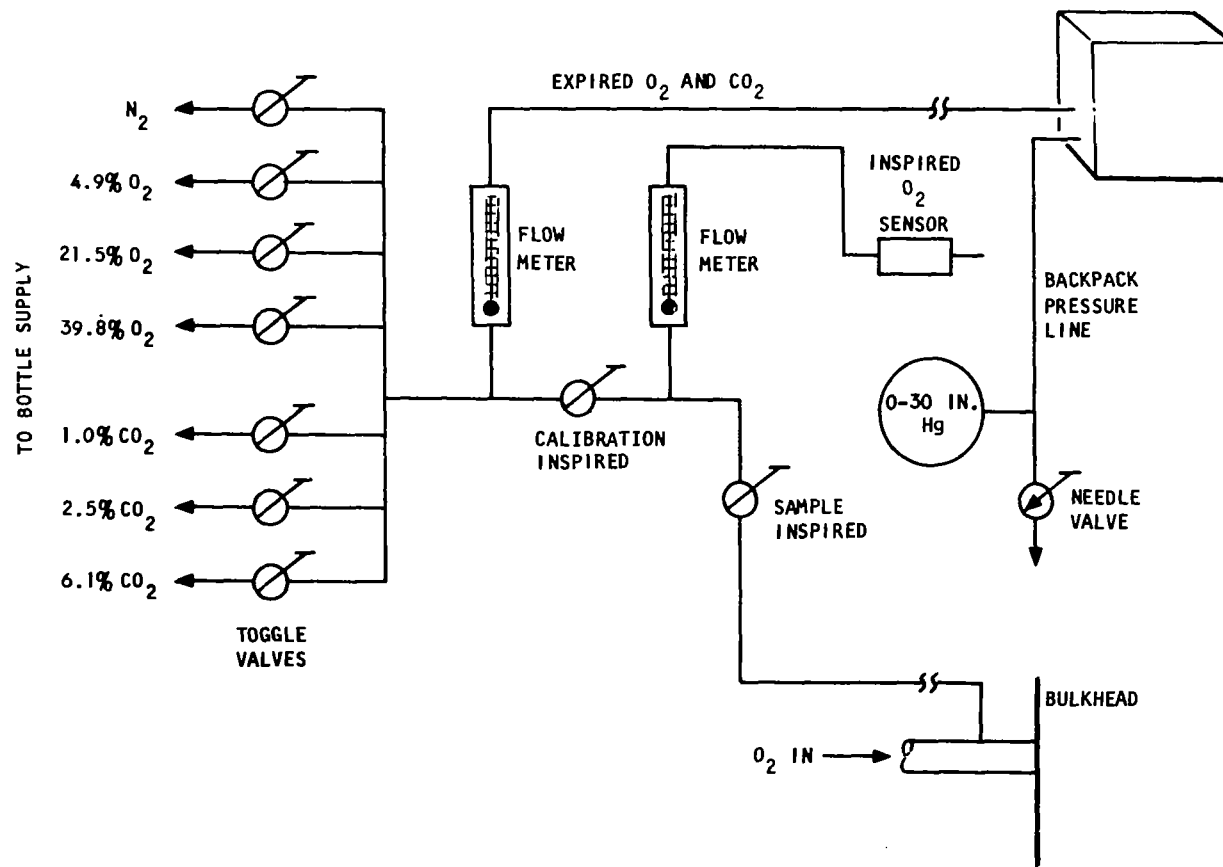 EXPIRED O2 AND CO2
TO BOTTLE SUPPLY
N2
4.9% O2
21.5% O2
39.8% O2
1.0% CO2
2.5% CO2
6.1% CO2
TOGGLE
VALVES
FLOW
METER
FLOW
METER
INSPIRED
O2
SENSOR
CALIBRATION
INSPIRED
SAMPLE
INSPIRED
BACKPACK
PRESSURE
LINE
0-30 IN.
Hg
NEEDLE
VALVE
BULKHEAD
O2 IN